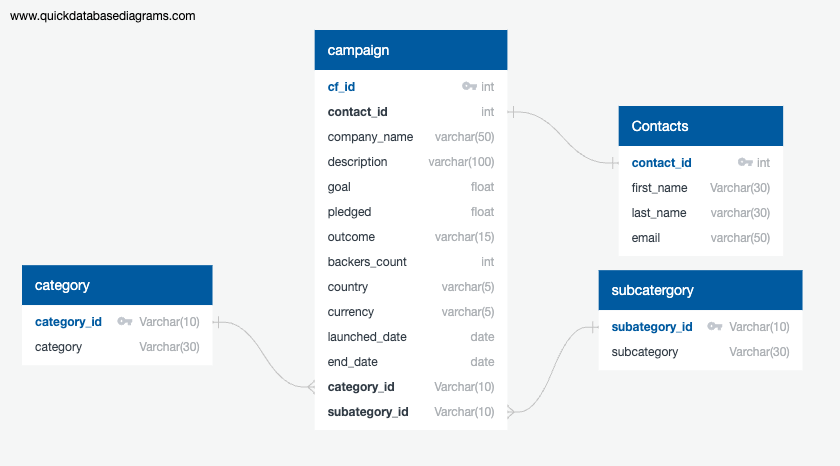 www.quickdatabasediagrams.com
campaign
cf_id int
contact_id int
company_name varchar(50)
description varchar(100)
goal float
pledged float
outcome varchar(15)
backers_count int
country varchar(5)
currency varchar(5)
launched_date date
end_date date
category_id Varchar(10)
subategory_id Varchar(10)
Contacts
contact_id int
first_name Varchar(30)
last_name varchar(30)
email varchar(50)
category
category_id Varchar(10)
category Varchar(30)
subcatergory
subategory_id Varchar(10)
subcategory Varchar(30)